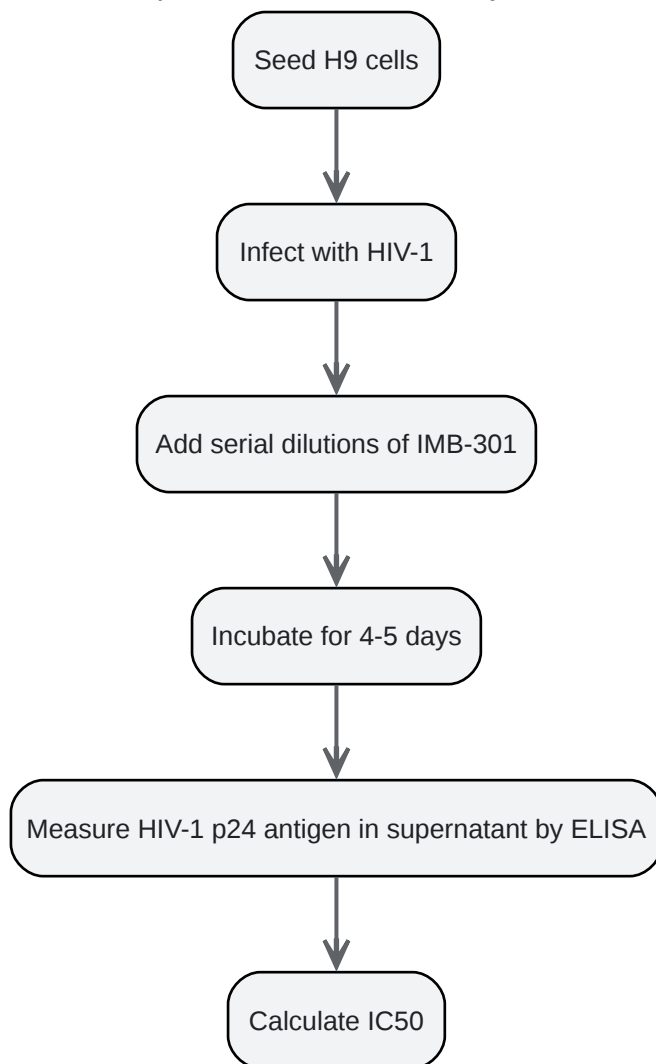 Seed H9 cells
Infect with HIV-1
Add serial dilutions of IMB-301
Incubate for 4-5 days
Measure HIV-1 p24 antigen in supernatant by ELISA
Calculate IC50